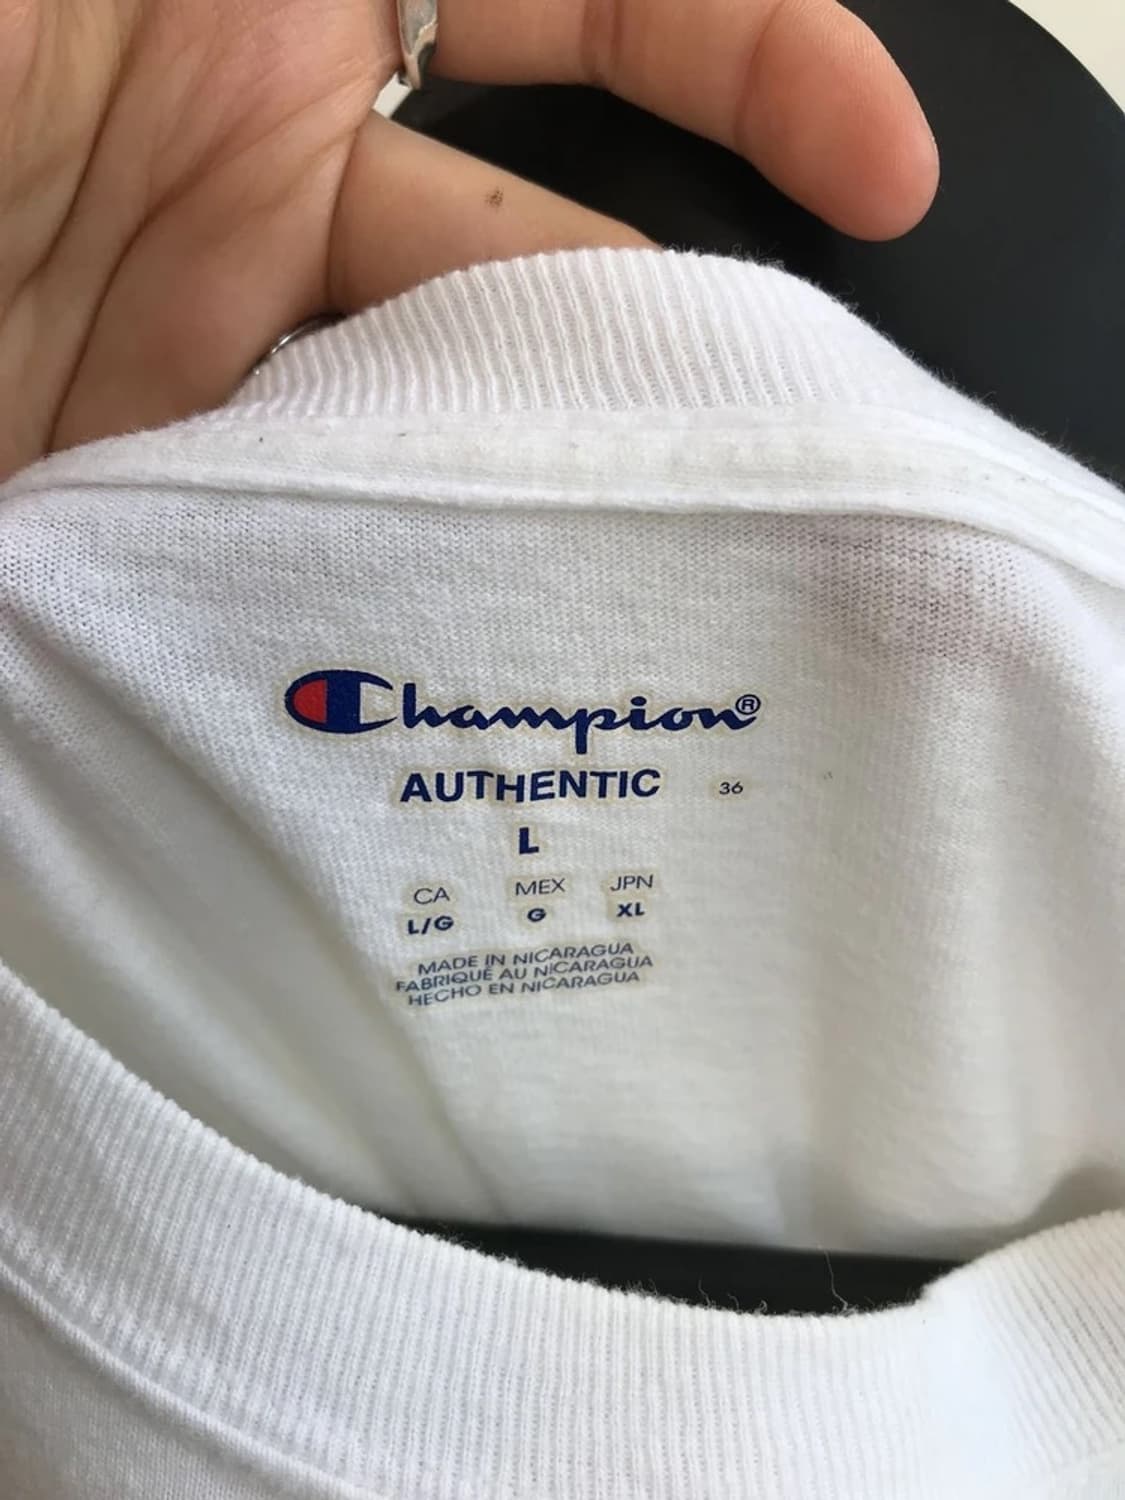 Champion®
AUTHENTIC 36
L
CA MEX JPN
L/G G XL
MADE IN NICARAGUA
FABRIQUÉ AU NICARAGUA
HECHO EN NICARAGUA